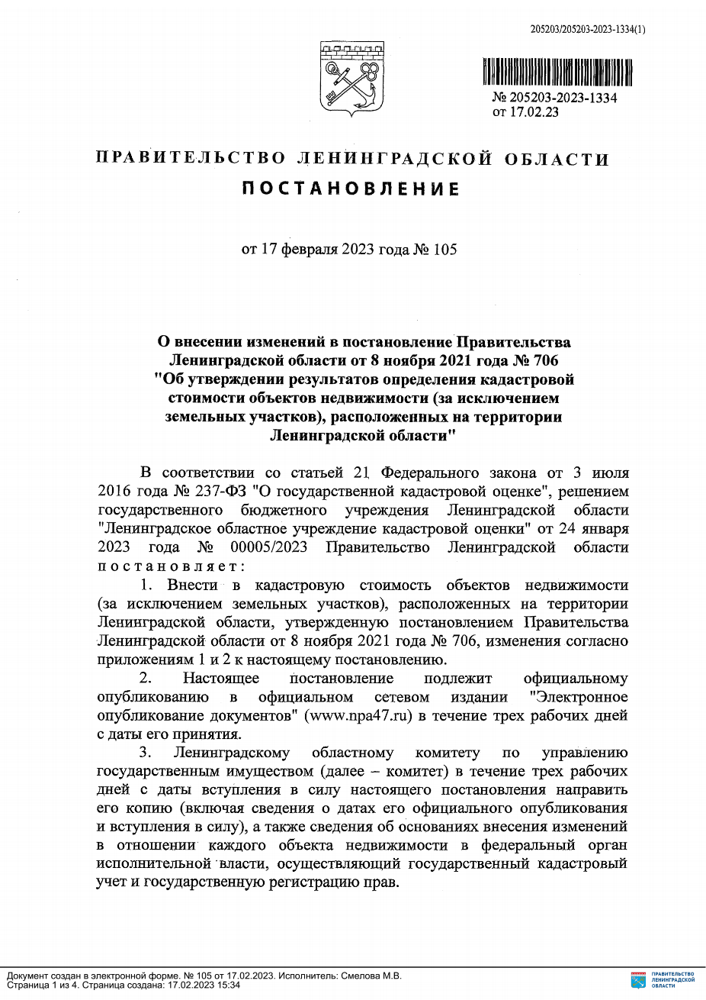 205203/205203-2023-1334(1)
№ 205203-2023-1334
от 17.02.23
ПРАВИТЕЛЬСТВО ЛЕНИНГРАДСКОЙ ОБЛАСТИ
ПОСТАНОВЛЕНИЕ
от 17 февраля 2023 года № 105
О внесении изменений в постановление Правительства
Ленинградской области от 8 ноября 2021 года № 706
"Об утверждении результатов определения кадастровой
стоимости объектов недвижимости (за исключением
земельных участков), расположенных на территории
Ленинградской области"
В соответствии со статьей 21 Федерального закона от 3 июля
2016 года № 237-ФЗ "О государственной кадастровой оценке", решением
государственного бюджетного учреждения Ленинградской области
"Ленинградское областное учреждение кадастровой оценки" от 24 января
2023 года № 00005/2023 Правительство Ленинградской области
постановляет:
1. Внести в кадастровую стоимость объектов недвижимости
(за исключением земельных участков), расположенных на территории
Ленинградской области, утвержденную постановлением Правительства
Ленинградской области от 8 ноября 2021 года № 706, изменения согласно
приложениям 1 и 2 к настоящему постановлению.
2. Настоящее постановление подлежит официальному
опубликованию в официальном сетевом издании "Электронное
опубликование документов" (www.npa47.ru) в течение трех рабочих дней
с даты его принятия.
3. Ленинградскому областному комитету по управлению
государственным имуществом (далее – комитет) в течение трех рабочих
дней с даты вступления в силу настоящего постановления направить
его копию (включая сведения о датах его официального опубликования
и вступления в силу), а также сведения об основаниях внесения изменений
в отношении каждого объекта недвижимости в федеральный орган
исполнительной власти, осуществляющий государственный кадастровый
учет и государственную регистрацию прав.
Документ создан в электронной форме. № 105 от 17.02.2023. Исполнитель: Смелова М.В.
Страница 1 из 4. Страница создана: 17.02.2023 15:34
ПРАВИТЕЛЬСТВО
ЛЕНИНГРАДСКОЙ
ОБЛАСТИ